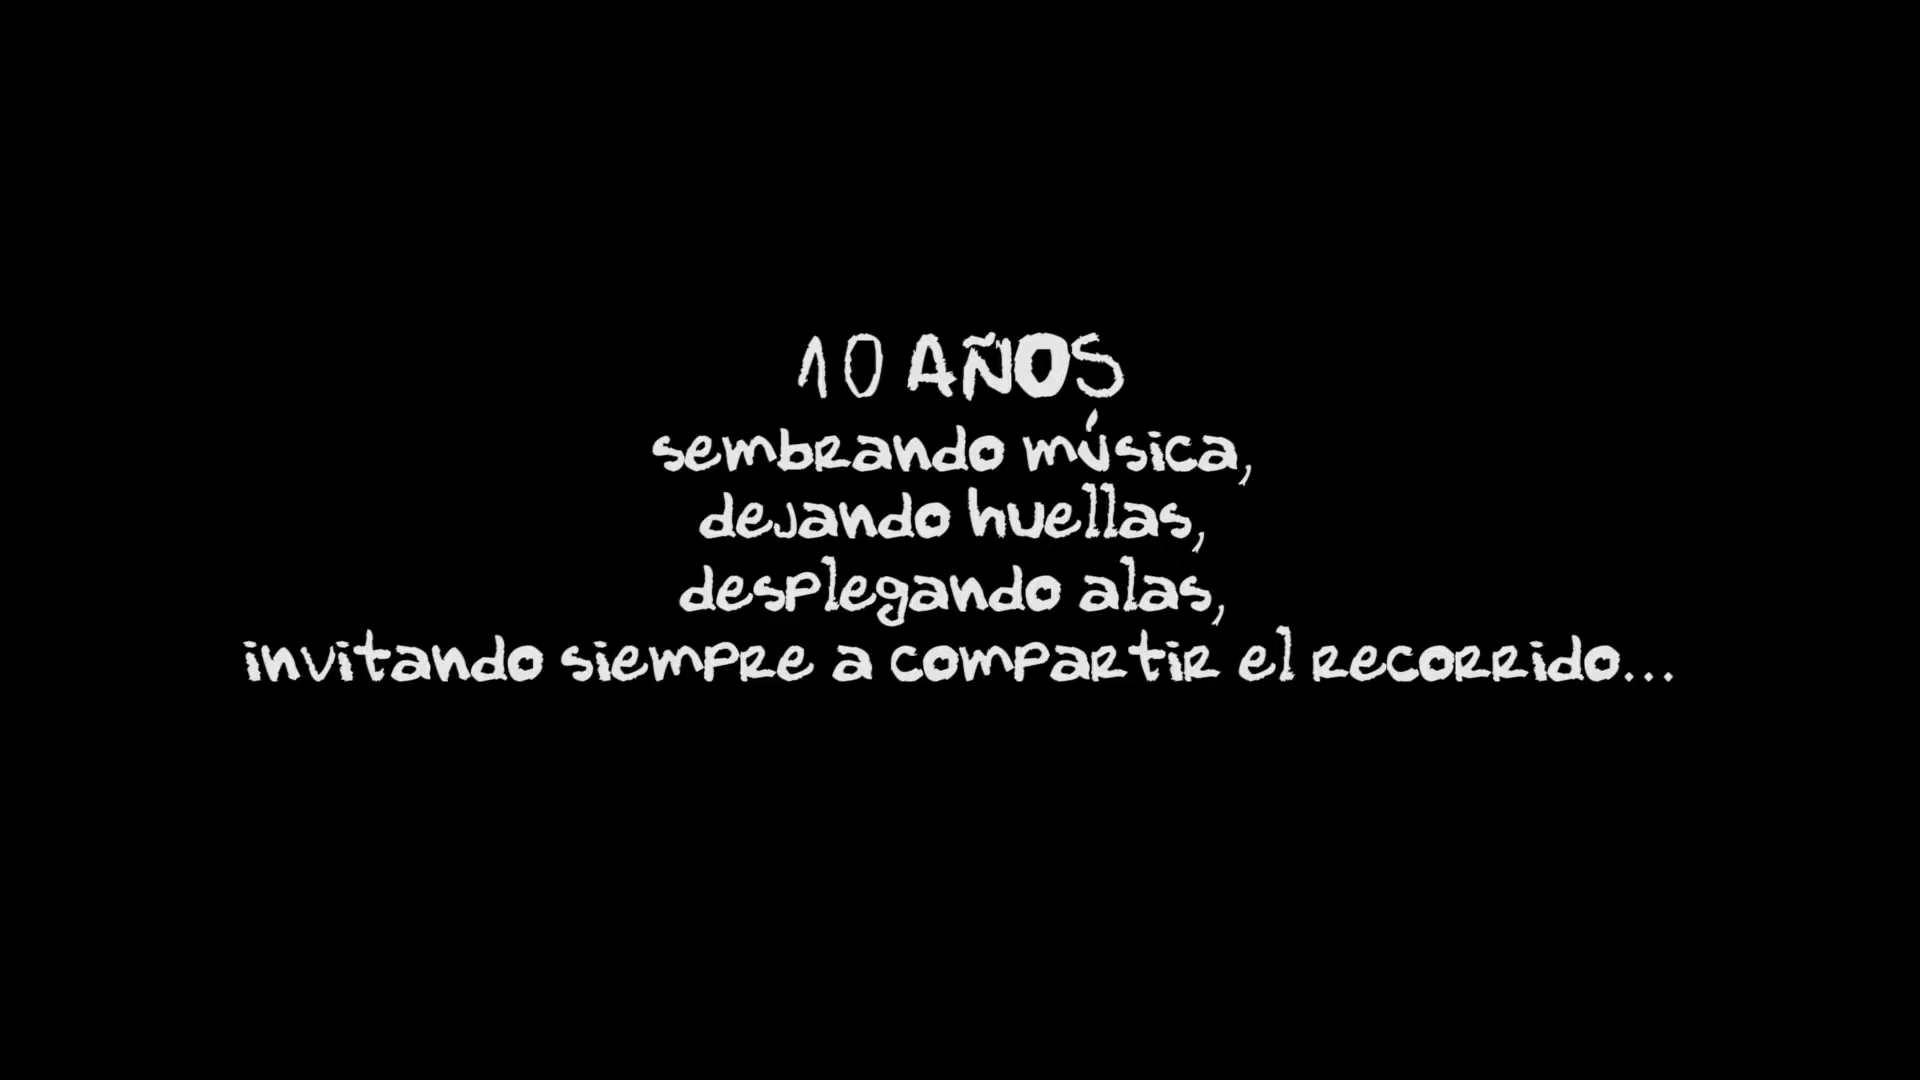 10 AÑOS
sembrando música,
dejando huellas,
desplegando alas,
invitando siempre a compartir el recorrido...